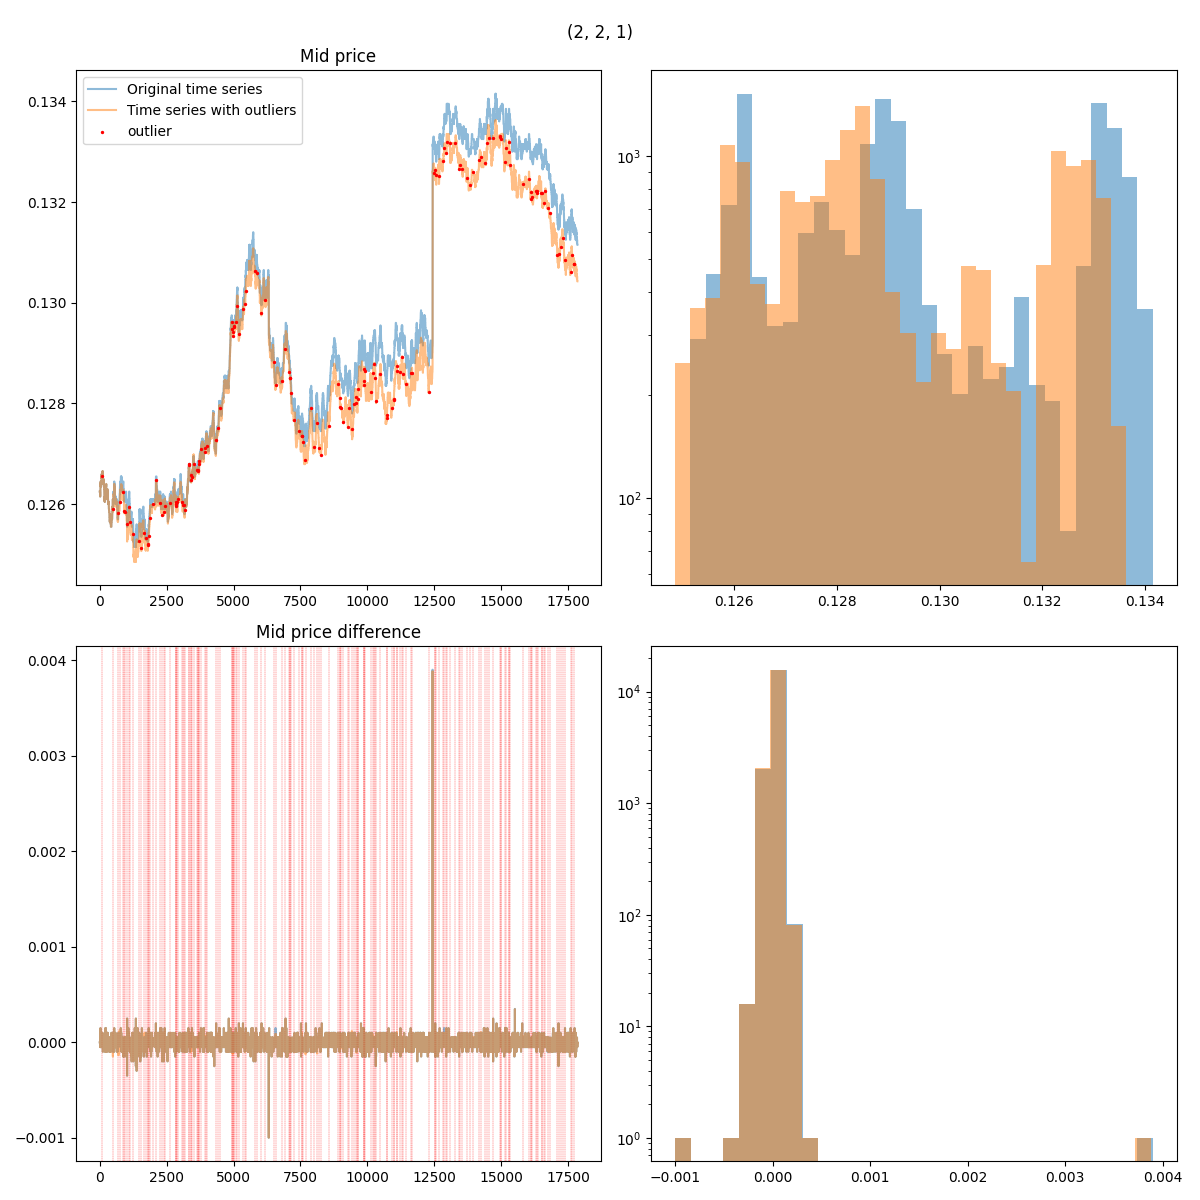 (2, 2, 1)
Mid price
Original time series
Time series with outliers
outlier
0.134
0.132
0.130
0.128
0.126
0 2500 5000 7500 10000 12500 15000 17500
10³
10²
0.126 0.128 0.130 0.132 0.134
Mid price difference
0.004
0.003
0.002
0.001
0.000
−0.001
0 2500 5000 7500 10000 12500 15000 17500
10⁴
10³
10²
10¹
10⁰
−0.001 0.000 0.001 0.002 0.003 0.004